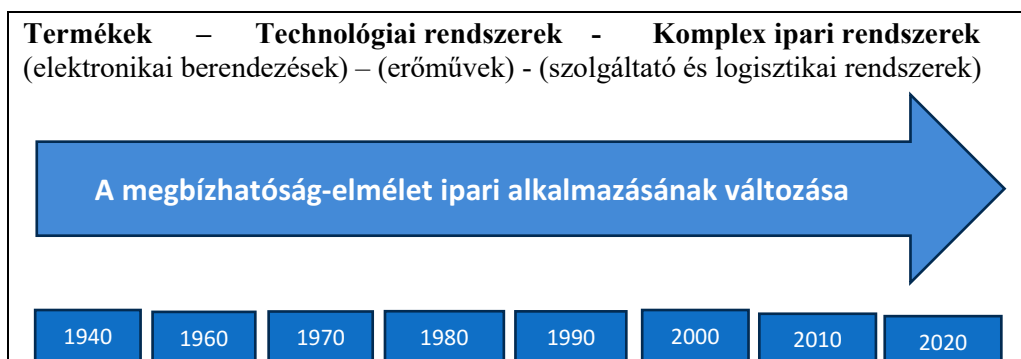 Termékek – Technológiai rendszerek - Komplex ipari rendszerek
(elektronikai berendezések) – (erőművek) - (szolgáltató és logisztikai rendszerek)
A megbízhatóság-elmélet ipari alkalmazásának változása
1940 1960 1970 1980 1990 2000 2010 2020